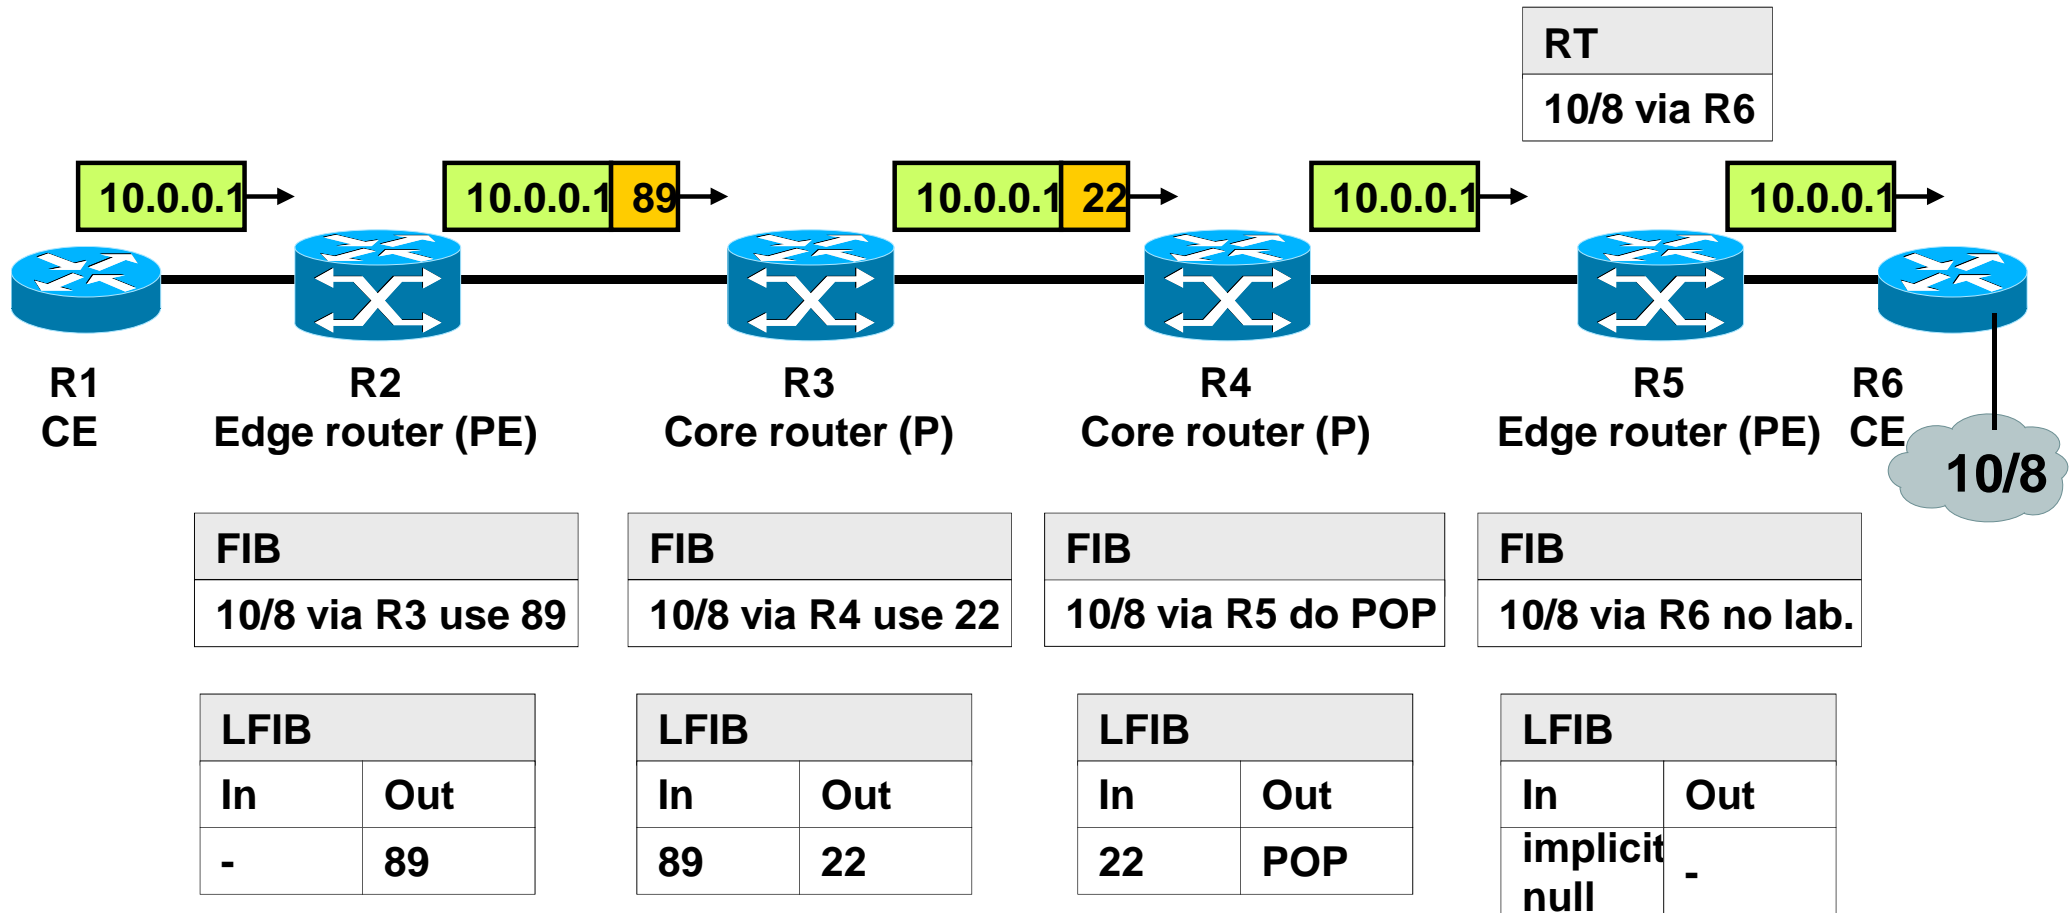 RT
10/8 via R6
10.0.0.1
10.0.0.1 89
10.0.0.1 22
10.0.0.1
10.0.0.1
R1
CE
R2
Edge router (PE)
R3
Core router (P)
R4
Core router (P)
R5
Edge router (PE)
R6
CE
10/8
FIB
10/8 via R3 use 89
FIB
10/8 via R4 use 22
FIB
10/8 via R5 do POP
FIB
10/8 via R6 no lab.
LFIB
In Out
- 89
LFIB
In Out
89 22
LFIB
In Out
22 POP
LFIB
In Out
implicit
null -